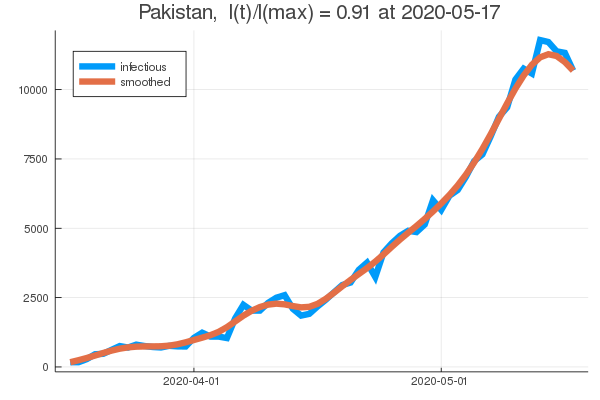 Pakistan, I(t)/I(max) = 0.91 at 2020-05-17
infectious
smoothed
10000
7500
5000
2500
0
2020-04-01
2020-05-01